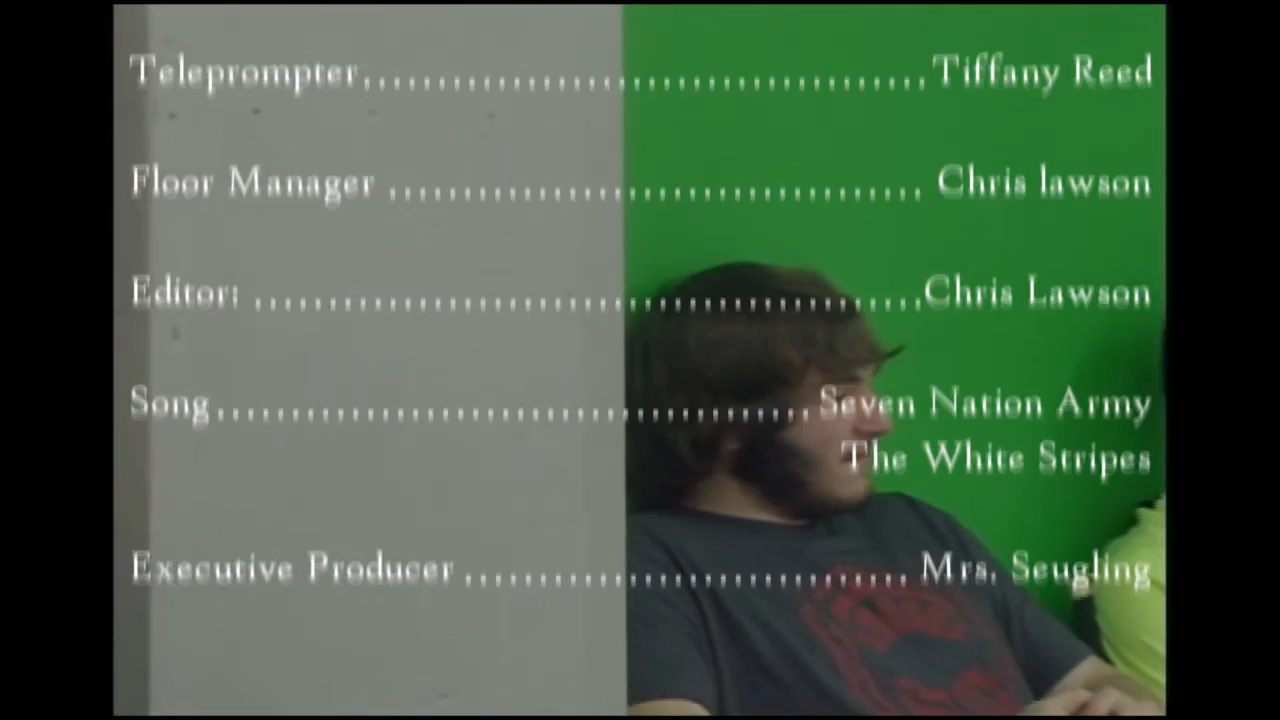 Teleprompter..............................Tiffany Reed
Floor Manager ............................ Chris lawson
Editor: ...................................Chris Lawson
Song................................Seven Nation Army
The White Stripes
Executive Producer ........................ Mrs. Seugling